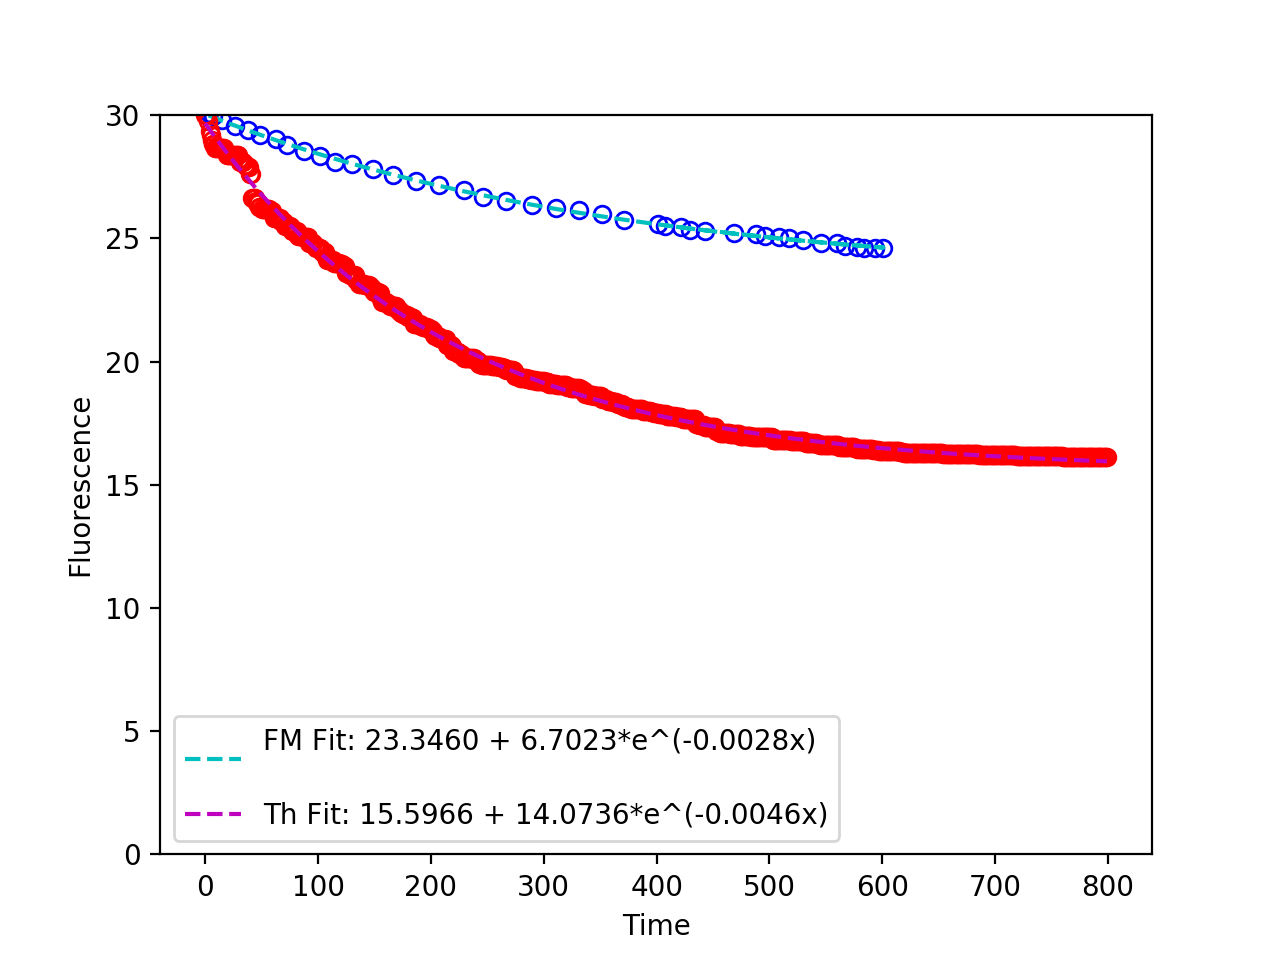 30
25
20
15
10
5
0
Fluorescence
FM Fit: 23.3460 + 6.7023*e^(-0.0028x)
Th Fit: 15.5966 + 14.0736*e^(-0.0046x)
0 100 200 300 400 500 600 700 800
Time